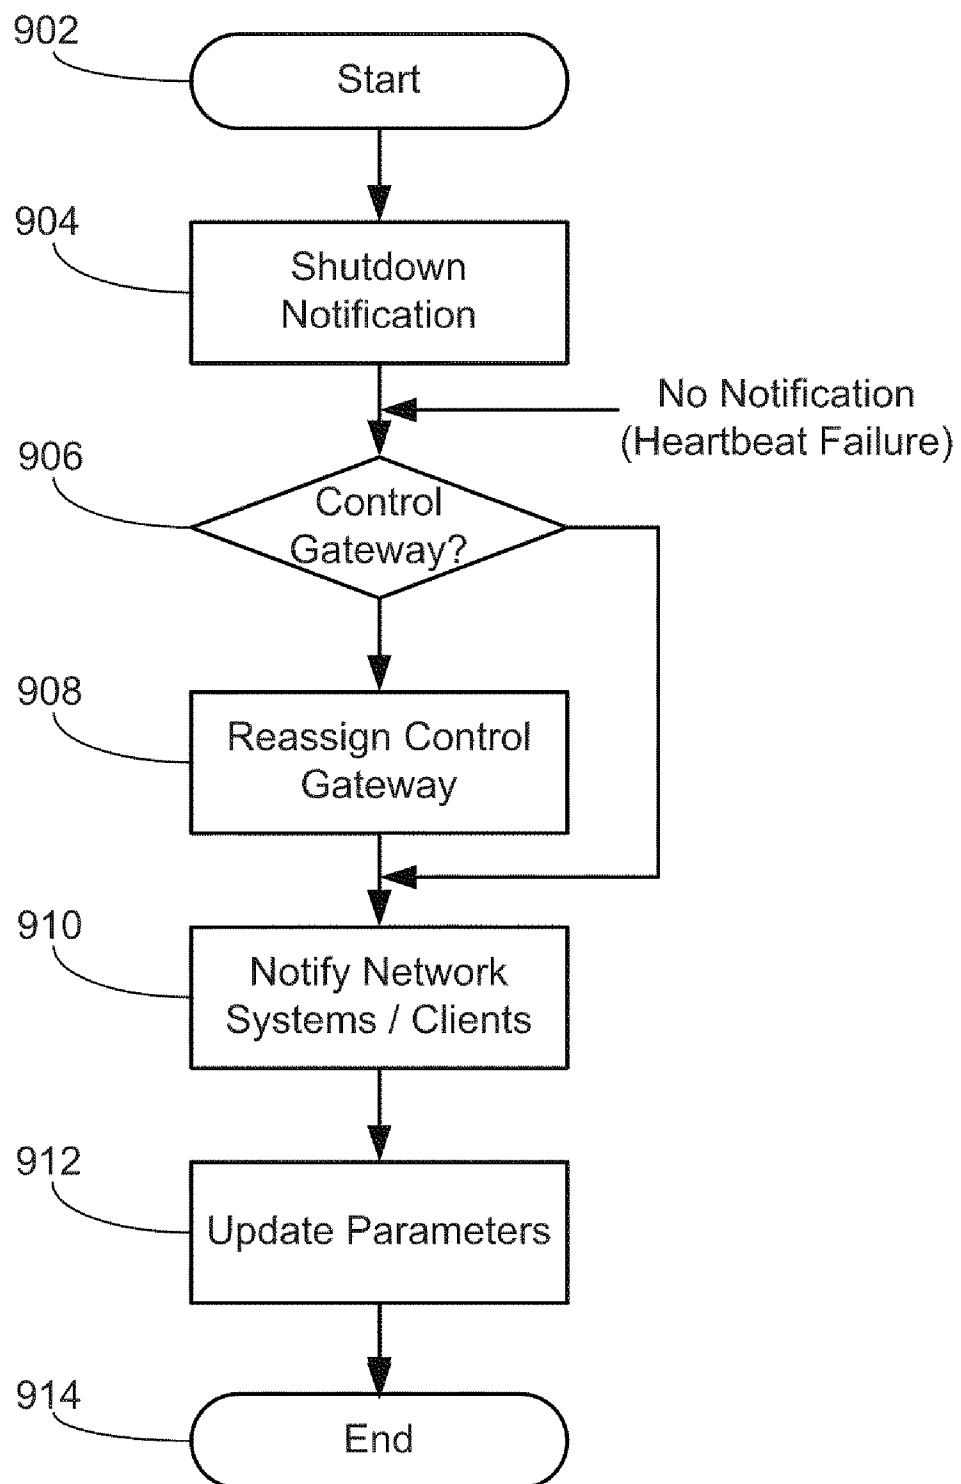 902
Start
904
Shutdown
Notification
No Notification
(Heartbeat Failure)
906
Control
Gateway?
908
Reassign Control
Gateway
910
Notify Network
Systems / Clients
912
Update Parameters
914
End